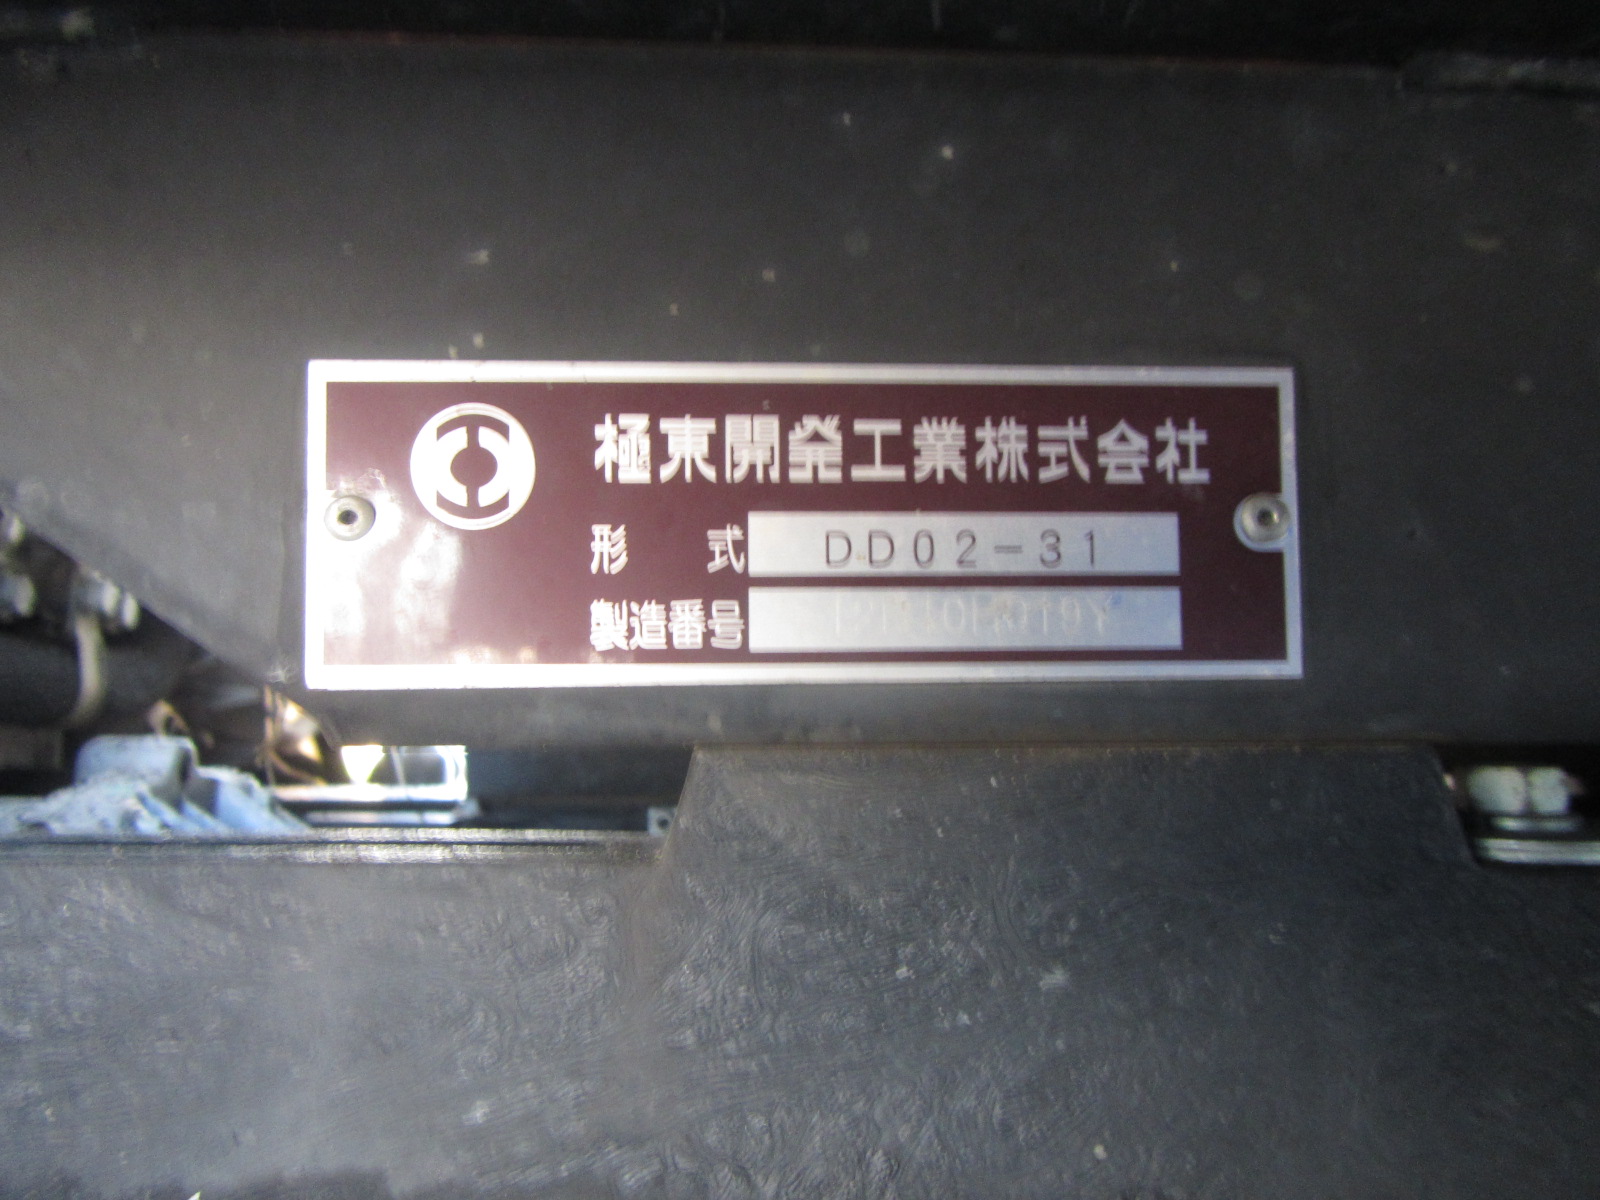 極東開発工業株式会社
形 式 DD02-31
製造番号